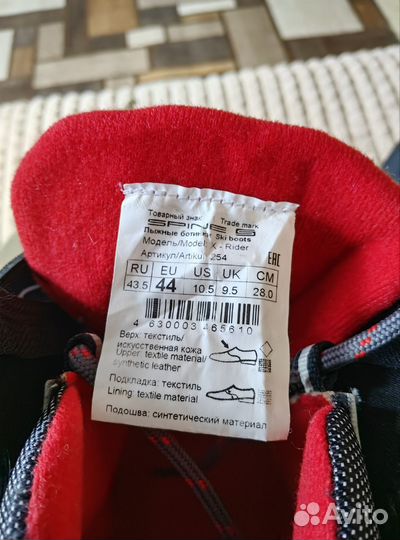 Товарный знак Trade mark
SPINE
Лыжные ботинки Ski boots
Модель/Model: X - Rider
Артикул/Artikul: 254
EAC
RU EU US UK CM
43.5 44 10.5 9.5 28.0
4 630003 465610
Верх: текстиль/
искусственная кожа
Upper: textile material/
synthetic leather
Подкладка: текстиль
Lining: textile material
Подошва: синтетический материал
Avito